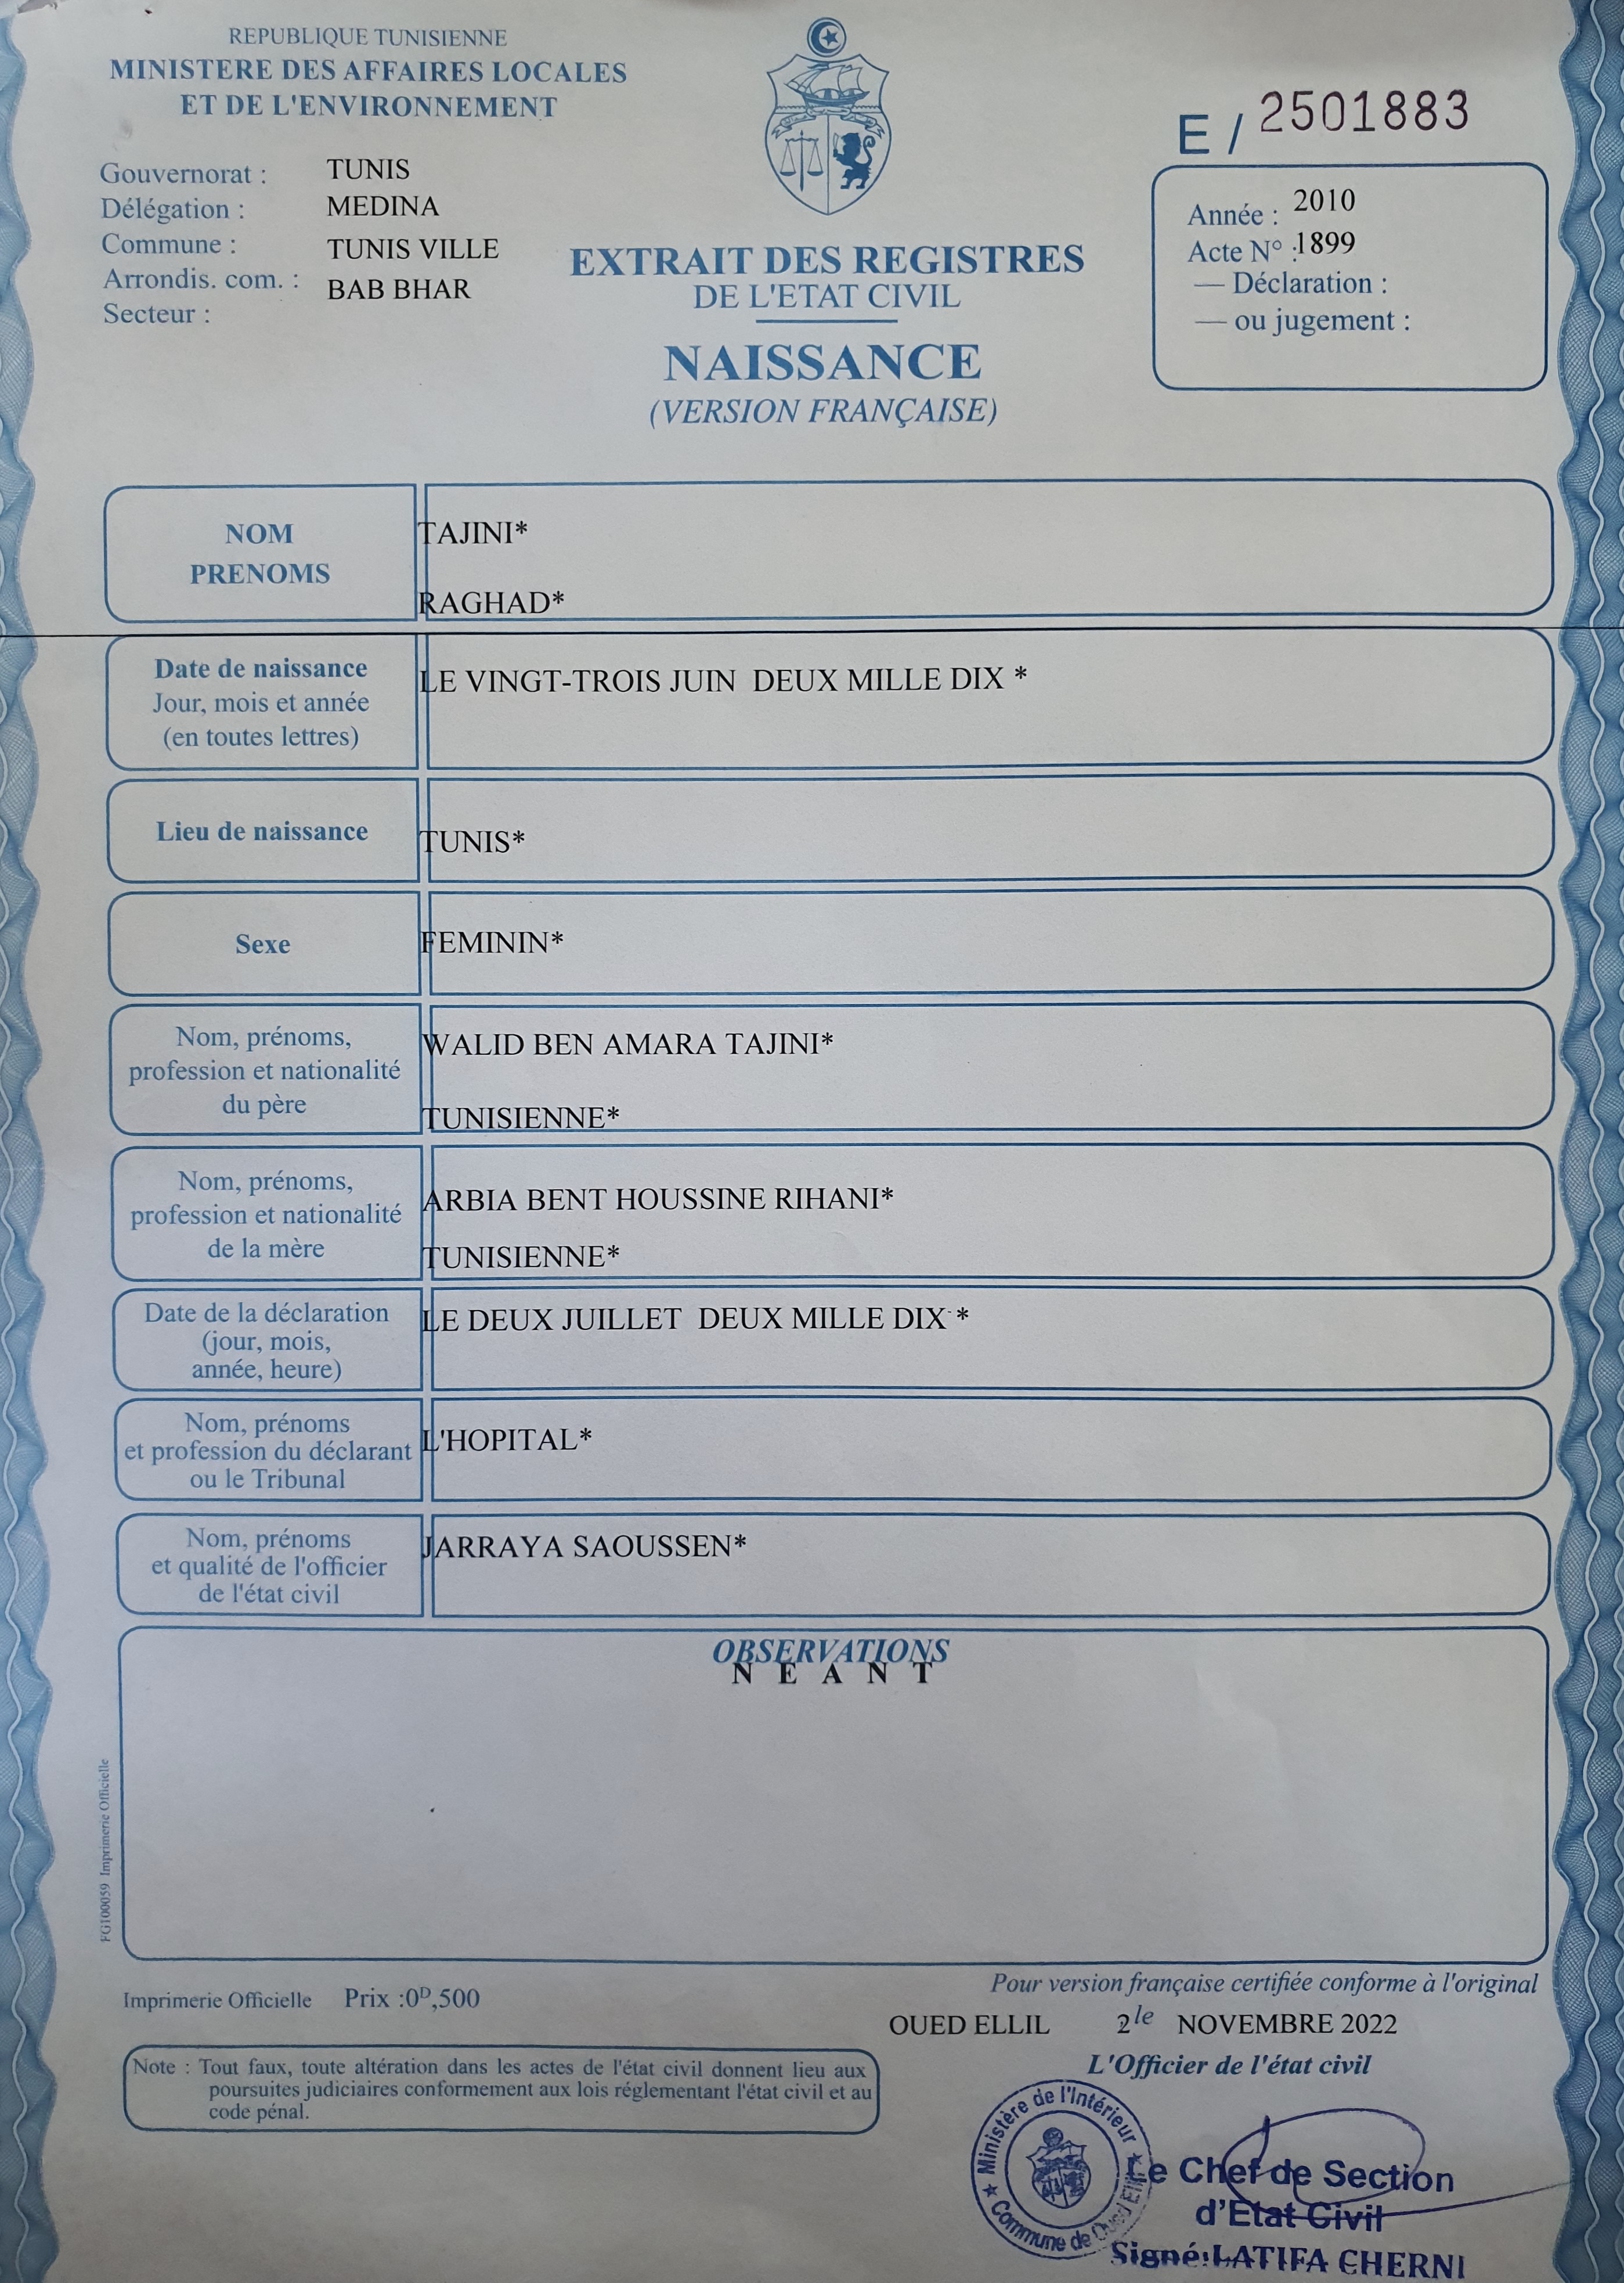 REPUBLIQUE TUNISIENNE
MINISTERE DES AFFAIRES LOCALES
ET DE L'ENVIRONNEMENT
Gouvernorat : TUNIS
Délégation : MEDINA
Commune : TUNIS VILLE
Arrondis. com. : BAB BHAR
Secteur :
E / 2501883
Année : 2010
Acte N° : 1899
— Déclaration :
— ou jugement :
EXTRAIT DES REGISTRES
DE L'ETAT CIVIL
NAISSANCE
(VERSION FRANÇAISE)
NOM
PRENOMS
TAJINI*
RAGHAD*
Date de naissance
Jour, mois et année
(en toutes lettres)
LE VINGT-TROIS JUIN DEUX MILLE DIX *
Lieu de naissance
TUNIS*
Sexe
FEMININ*
Nom, prénoms,
profession et nationalité
du père
WALID BEN AMARA TAJINI*
TUNISIENNE*
Nom, prénoms,
profession et nationalité
de la mère
ARBIA BENT HOUSSINE RIHANI*
TUNISIENNE*
Date de la déclaration
(jour, mois,
année, heure)
LE DEUX JUILLET DEUX MILLE DIX *
Nom, prénoms
et profession du déclarant
ou le Tribunal
L'HOPITAL*
Nom, prénoms
et qualité de l'officier
de l'état civil
JARRAYA SAOUSSEN*
OBSERVATIONS
N E A N T
FG100059 Imprimerie Officielle
Imprimerie Officielle Prix :0ᴰ,500
Pour version française certifiée conforme à l'original
OUED ELLIL 2 le NOVEMBRE 2022
L'Officier de l'état civil
Note : Tout faux, toute altération dans les actes de l'état civil donnent lieu aux
poursuites judiciaires conformement aux lois réglementant l'état civil et au
code pénal.
Ministère de l'Intérieur
Commune de Oued Ellil
Le Chef de Section
d'Etat Civil
Signé: LATIFA CHERNI